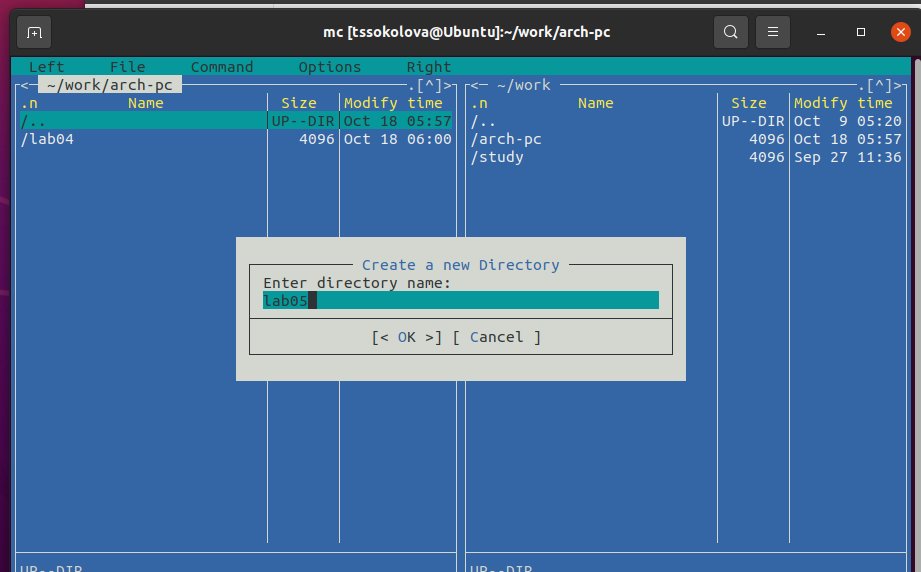 mc [tssokolova@Ubuntu]:~/work/arch-pc
Left File Command Options Right
<─ ~/work/arch-pc .[^]> <─ ~/work .[^]>
.n Name Size Modify time .n Name Size Modify time
/.. UP--DIR Oct 18 05:57 /.. UP--DIR Oct 9 05:20
/lab04 4096 Oct 18 06:00 /arch-pc 4096 Oct 18 05:57
/study 4096 Sep 27 11:36
Create a new Directory
Enter directory name:
lab05
[< OK >] [ Cancel ]
UP--DIR UP--DIR